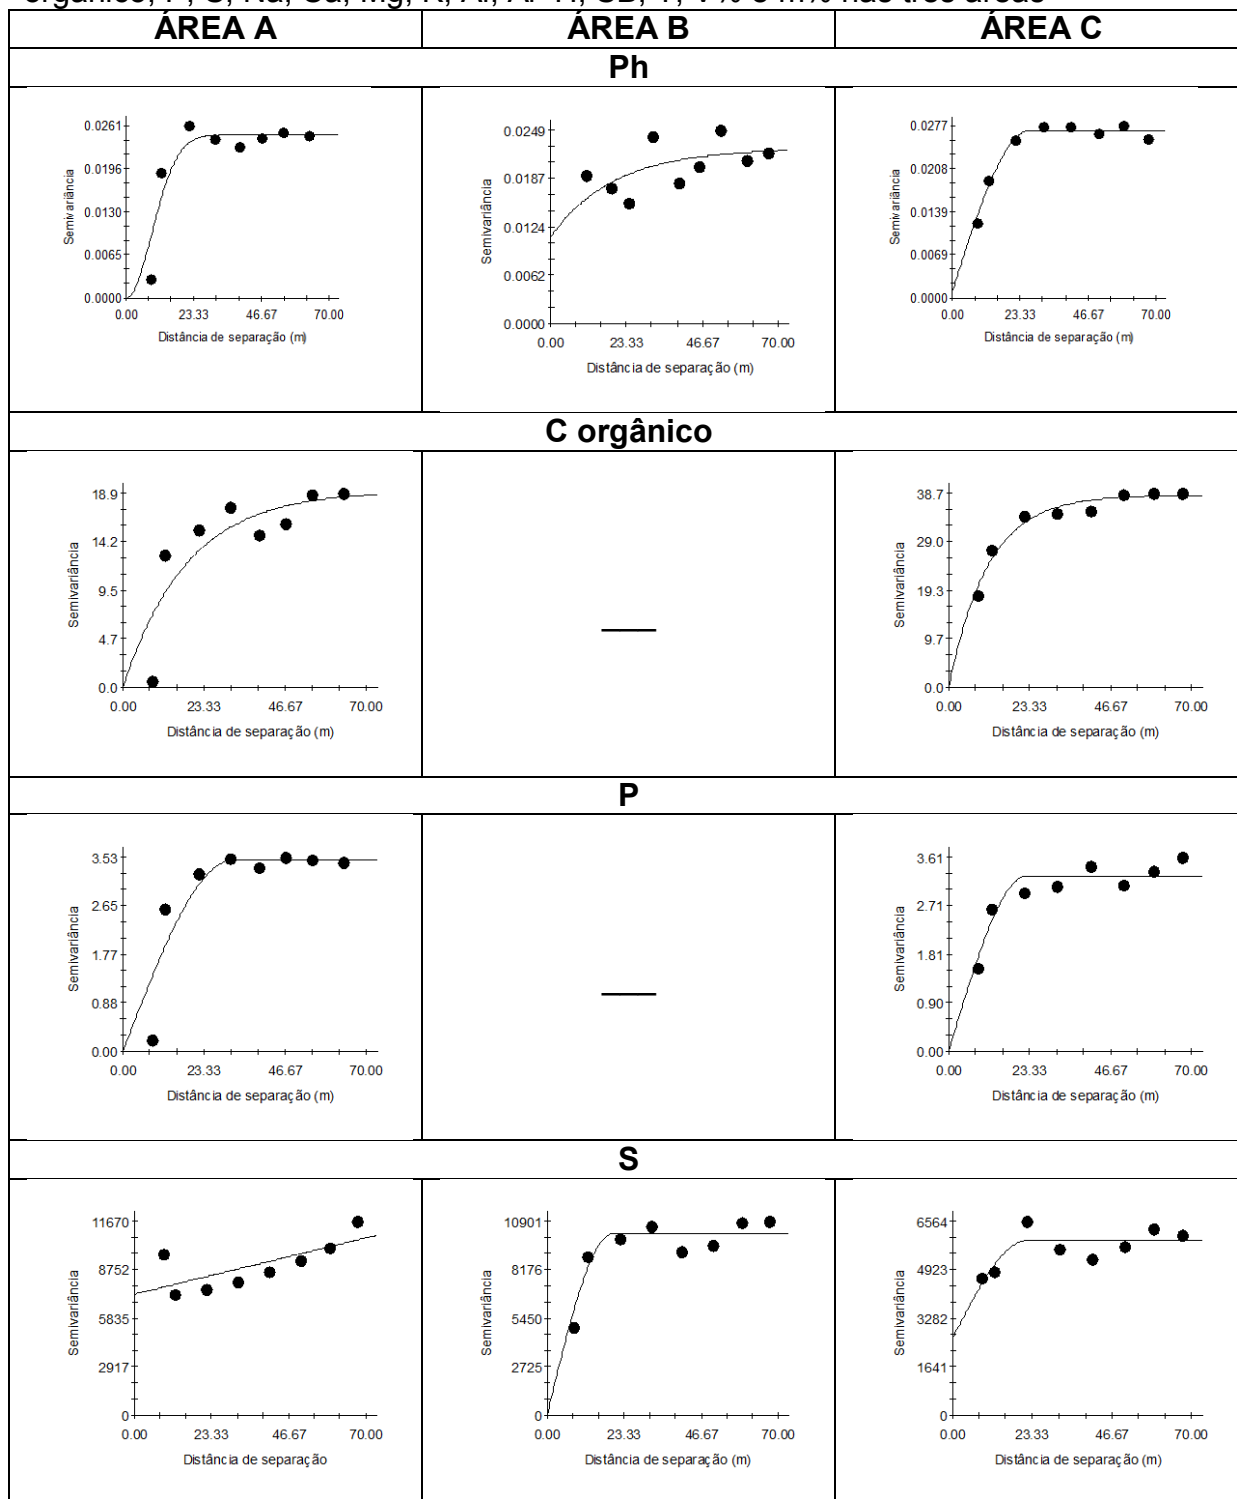 orgânico, P, S, Na, Ca, Mg, K, Al, Al+H, SB, T, V% e m% nas três áreas
ÁREA A ÁREA B ÁREA C
Ph
0.0261
0.0196
0.0130
0.0065
0.0000
0.00 23.33 46.67 70.00
Semivariância
Distância de separação (m)
0.0249
0.0187
0.0124
0.0062
0.0000
0.00 23.33 46.67 70.00
Semivariância
Distância de separação (m)
0.0277
0.0208
0.0139
0.0069
0.0000
0.00 23.33 46.67 70.00
Semivariância
Distância de separação (m)
C orgânico
18.9
14.2
9.5
4.7
0.0
0.00 23.33 46.67 70.00
Semivariância
Distância de separação (m)
38.7
29.0
19.3
9.7
0.0
0.00 23.33 46.67 70.00
Semivariância
Distância de separação (m)
P
3.53
2.65
1.77
0.88
0.00
0.00 23.33 46.67 70.00
Semivariância
Distância de separação (m)
3.61
2.71
1.81
0.90
0.00
0.00 23.33 46.67 70.00
Semivariância
Distância de separação (m)
S
11670
8752
5835
2917
0
0.00 23.33 46.67 70.00
Semivariância
Distância de separação
10901
8176
5450
2725
0
0.00 23.33 46.67 70.00
Semivariância
Distância de separação (m)
6564
4923
3282
1641
0
0.00 23.33 46.67 70.00
Semivariância
Distância de separação (m)